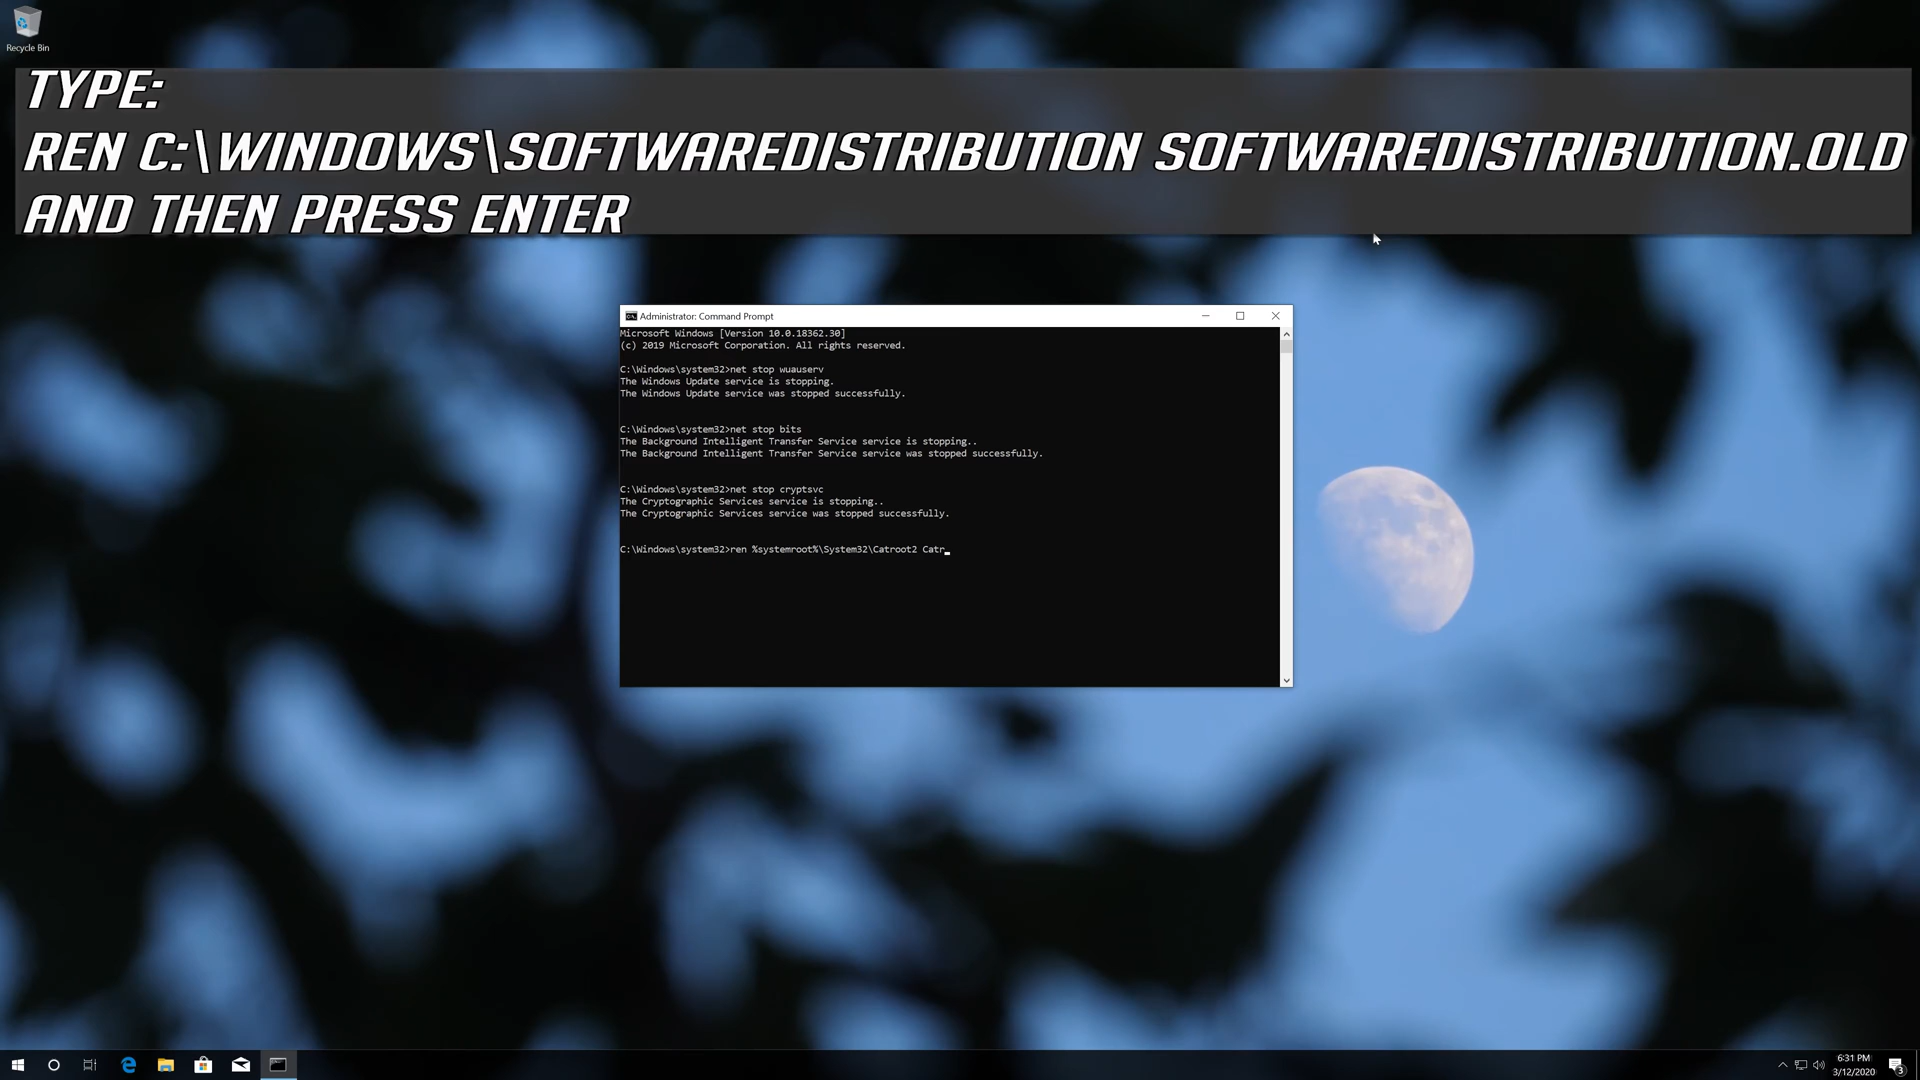 Recycle Bin
TYPE:
REN C:\WINDOWS\SOFTWAREDISTRIBUTION SOFTWAREDISTRIBUTION.OLD
AND THEN PRESS ENTER
Administrator: Command Prompt
Microsoft Windows [Version 10.0.18362.30]
(c) 2019 Microsoft Corporation. All rights reserved.
C:\Windows\system32>net stop wuauserv
The Windows Update service is stopping.
The Windows Update service was stopped successfully.
C:\Windows\system32>net stop bits
The Background Intelligent Transfer Service service is stopping..
The Background Intelligent Transfer Service service was stopped successfully.
C:\Windows\system32>net stop cryptsvc
The Cryptographic Services service is stopping..
The Cryptographic Services service was stopped successfully.
C:\Windows\system32>ren %systemroot%\System32\Catroot2 Catr_
6:31 PM
3/12/2020
3